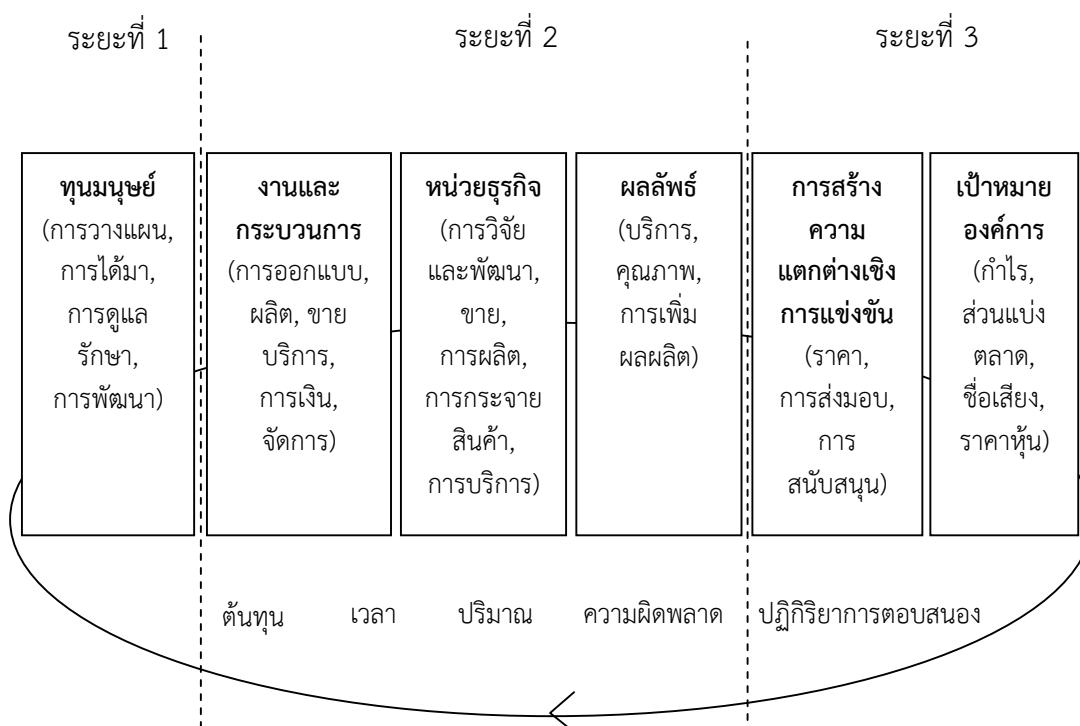 ระยะที่ 1
ระยะที่ 2
ระยะที่ 3
ทุนมนุษย์
(การวางแผน,
การได้มา,
การดูแล
รักษา,
การพัฒนา)
งานและ
กระบวนการ
(การออกแบบ,
ผลิต, ขาย
บริการ,
การเงิน,
จัดการ)
หน่วยธุรกิจ
(การวิจัย
และพัฒนา,
ขาย,
การผลิต,
การกระจาย
สินค้า,
การบริการ)
ผลลัพธ์
(บริการ,
คุณภาพ,
การเพิ่ม
ผลผลิต)
การสร้าง
ความ
แตกต่างเชิง
การแข่งขัน
(ราคา,
การส่งมอบ,
การ
สนับสนุน)
เป้าหมาย
องค์การ
(กำไร,
ส่วนแบ่ง
ตลาด,
ชื่อเสียง,
ราคาหุ้น)
ต้นทุน เวลา ปริมาณ ความผิดพลาด ปฏิกิริยาการตอบสนอง